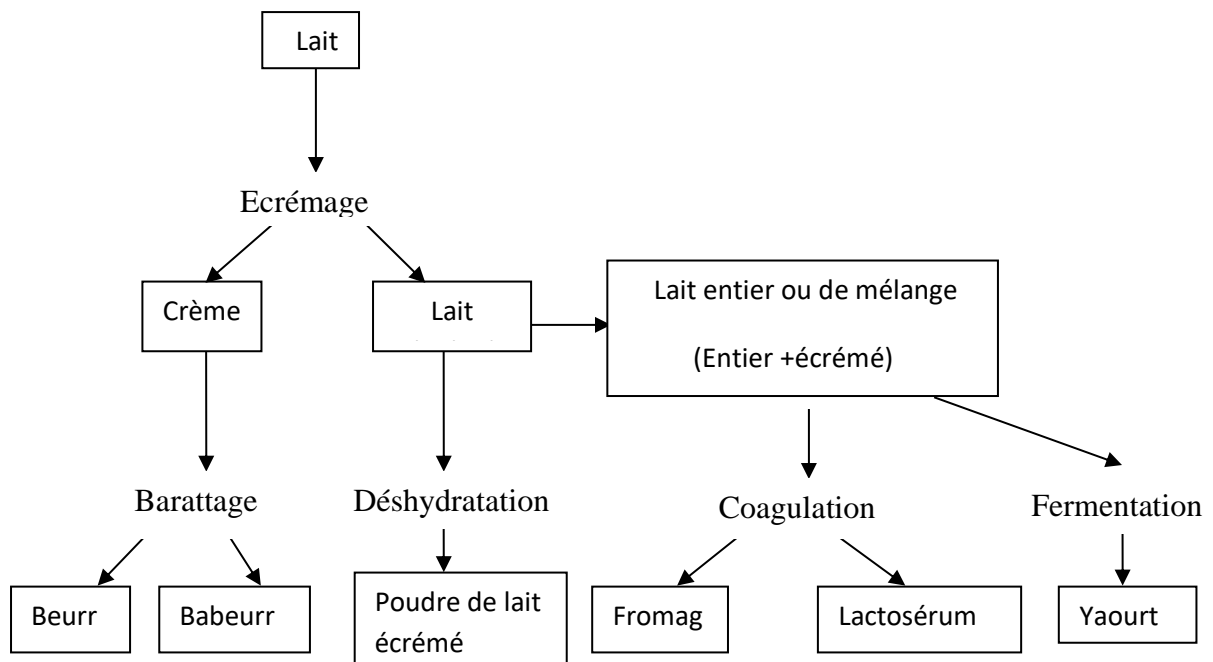 Lait
Ecrémage
Crème
Lait
Lait entier ou de mélange
(Entier +écrémé)
Barattage
Déshydratation
Coagulation
Fermentation
Beurr
Babeurr
Poudre de lait
écrémé
Fromag
Lactosérum
Yaourt